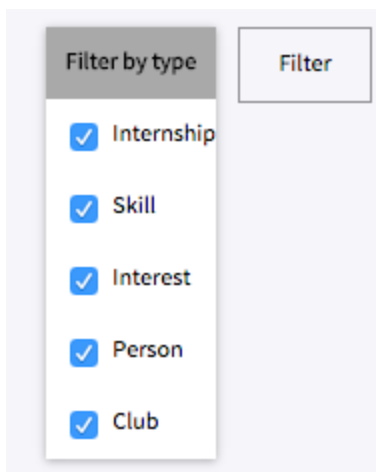 Filter by type
Filter
Internship
Skill
Interest
Person
Club